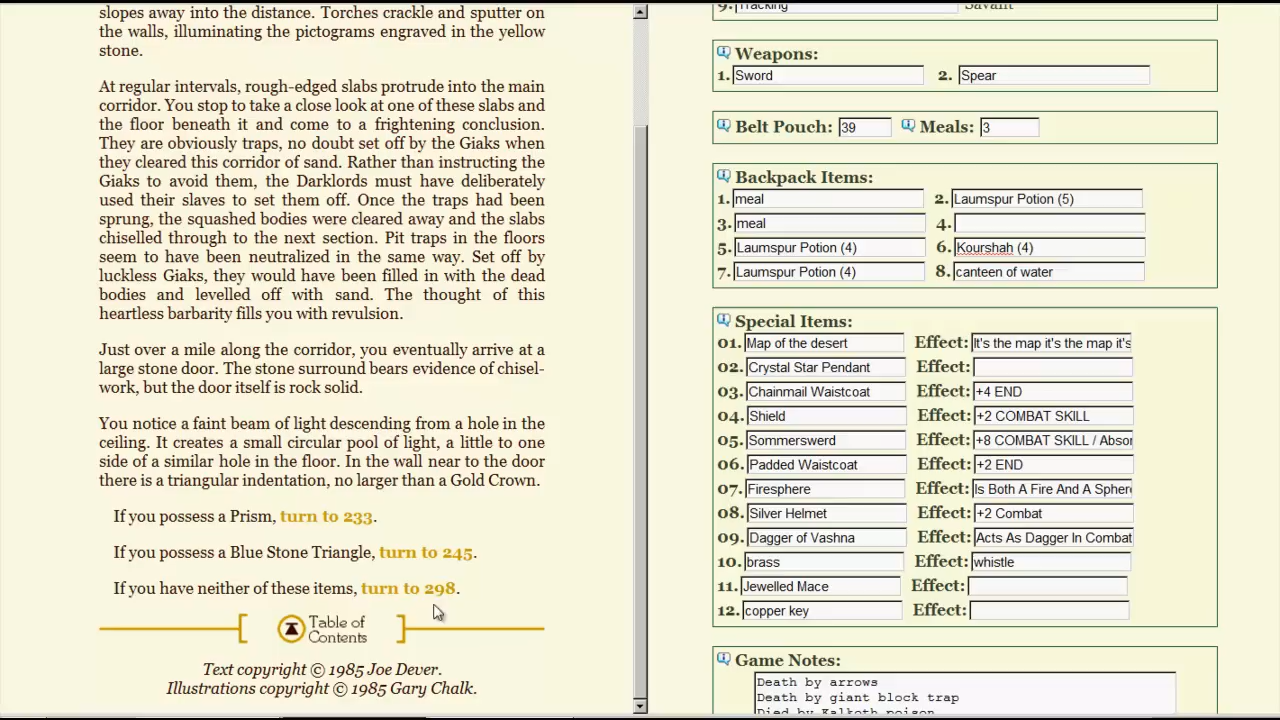 slopes away into the distance. Torches crackle and sputter on
the walls, illuminating the pictograms engraved in the yellow
stone.
At regular intervals, rough-edged slabs protrude into the main
corridor. You stop to take a close look at one of these slabs and
the floor beneath it and come to a frightening conclusion.
They are obviously traps, no doubt set off by the Giaks when
they cleared this corridor of sand. Rather than instructing the
Giaks to avoid them, the Darklords must have deliberately
used their slaves to set them off. Once the traps had been
sprung, the squashed bodies were cleared away and the slabs
chiselled through to the next section. Pit traps in the floors
seem to have been neutralized in the same way. Set off by
luckless Giaks, they would have been filled in with the dead
bodies and levelled off with sand. The thought of this
heartless barbarity fills you with revulsion.
Just over a mile along the corridor, you eventually arrive at a
large stone door. The stone surround bears evidence of chisel-
work, but the door itself is rock solid.
You notice a faint beam of light descending from a hole in the
ceiling. It creates a small circular pool of light, a little to one
side of a similar hole in the floor. In the wall near to the door
there is a triangular indentation, no larger than a Gold Crown.
If you possess a Prism, turn to 233.
If you possess a Blue Stone Triangle, turn to 245.
If you have neither of these items, turn to 298.
Table of
Contents
Text copyright © 1985 Joe Dever.
Illustrations copyright © 1985 Gary Chalk.
9. Tracking Savant
Weapons:
1. Sword 2. Spear
Belt Pouch: 39 Meals: 3
Backpack Items:
1. meal 2. Laumspur Potion (5)
3. meal 4.
5. Laumspur Potion (4) 6. Kourshah (4)
7. Laumspur Potion (4) 8. canteen of water
Special Items:
01. Map of the desert Effect: It's the map it's the map it's
02. Crystal Star Pendant Effect:
03. Chainmail Waistcoat Effect: +4 END
04. Shield Effect: +2 COMBAT SKILL
05. Sommerswerd Effect: +8 COMBAT SKILL / Absor
06. Padded Waistcoat Effect: +2 END
07. Firesphere Effect: Is Both A Fire And A Sphere
08. Silver Helmet Effect: +2 Combat
09. Dagger of Vashna Effect: Acts As Dagger In Combat
10. brass Effect: whistle
11. Jewelled Mace Effect:
12. copper key Effect:
Game Notes:
Death by arrows
Death by giant block trap
Died by Kalkoth poison